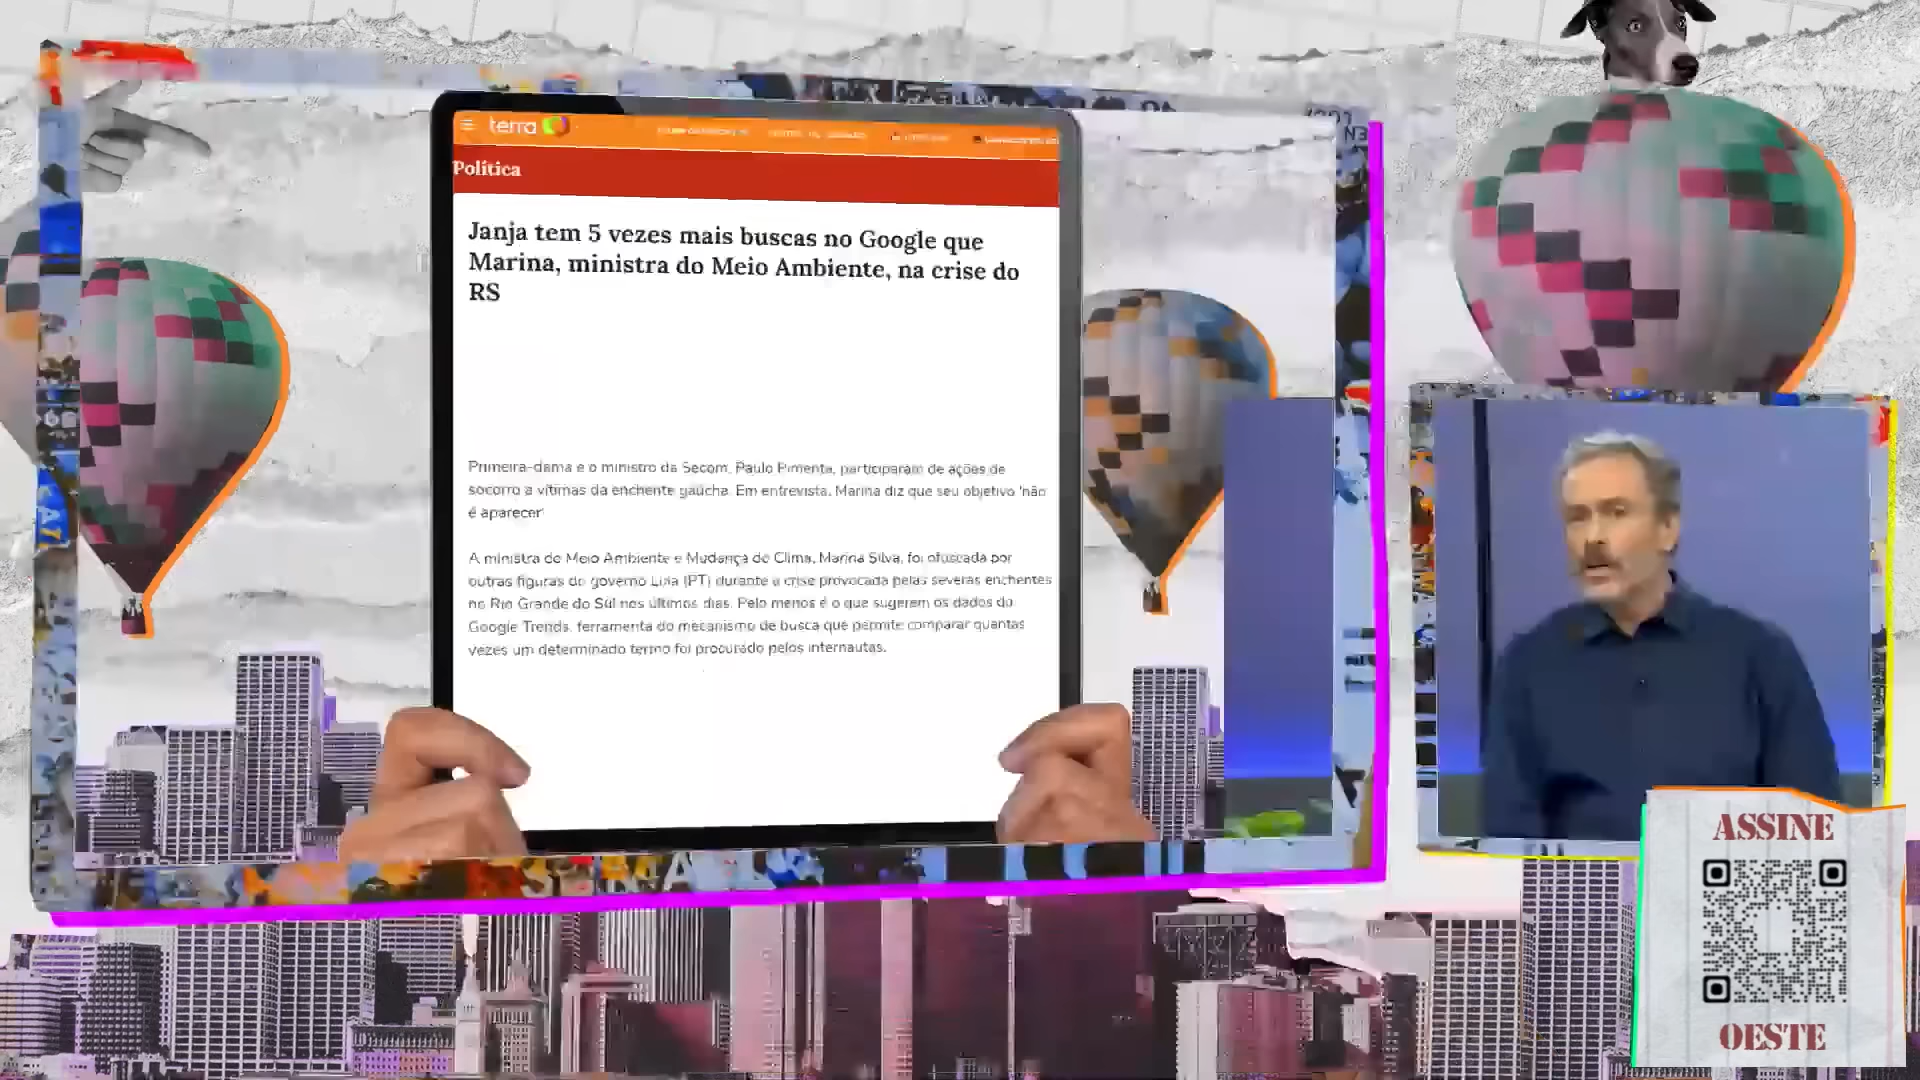 terra
Política
Janja tem 5 vezes mais buscas no Google que
Marina, ministra do Meio Ambiente, na crise do
RS
Primeira-dama e o ministro da Secom, Paulo Pimenta, participaram de ações de
socorro a vítimas da enchente gaúcha. Em entrevista, Marina diz que seu objetivo 'não
é aparecer'
A ministra do Meio Ambiente e Mudança do Clima, Marina Silva, foi ofuscada por
outras figuras do governo Lula (PT) durante a crise provocada pelas severas enchentes
no Rio Grande do Sul nos últimos dias. Pelo menos é o que sugerem os dados do
Google Trends, ferramenta do mecanismo de busca que permite comparar quantas
vezes um determinado termo foi procurado pelos internautas.
ASSINE
OESTE